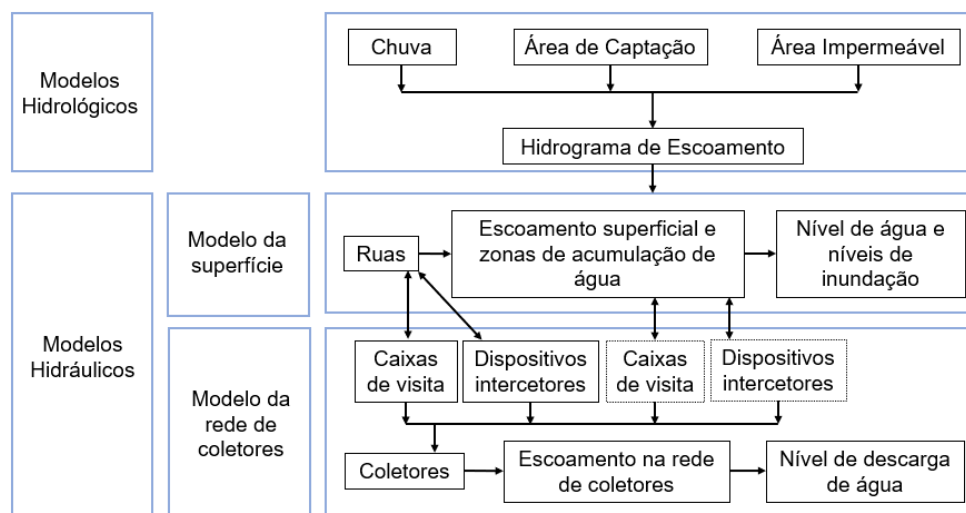 Modelos
Hidrológicos
Chuva
Área de Captação
Área Impermeável
Hidrograma de Escoamento
Modelos
Hidráulicos
Modelo da
superfície
Ruas
Escoamento superficial e
zonas de acumulação de
água
Nível de água e
níveis de
inundação
Modelo da
rede de
coletores
Caixas
de visita
Dispositivos
intercetores
Caixas
de visita
Dispositivos
intercetores
Coletores
Escoamento na rede
de coletores
Nível de descarga
de água